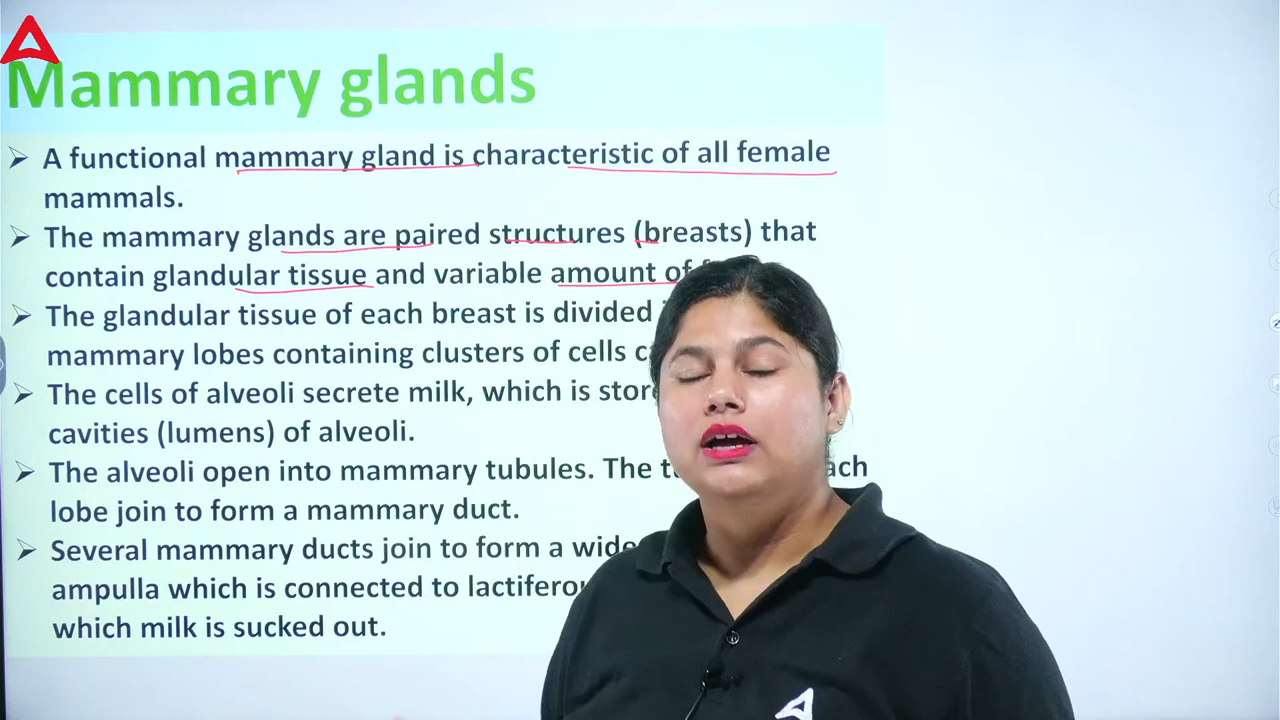 Mammary glands
➢ A functional mammary gland is characteristic of all female
mammals.
➢ The mammary glands are paired structures (breasts) that
contain glandular tissue and variable amount of
➢ The glandular tissue of each breast is divided
mammary lobes containing clusters of cells
➢ The cells of alveoli secrete milk, which is
cavities (lumens) of alveoli.
➢ The alveoli open into mammary tubules. The
lobe join to form a mammary duct.
➢ Several mammary ducts join to form a
ampulla which is connected to
which milk is sucked out.